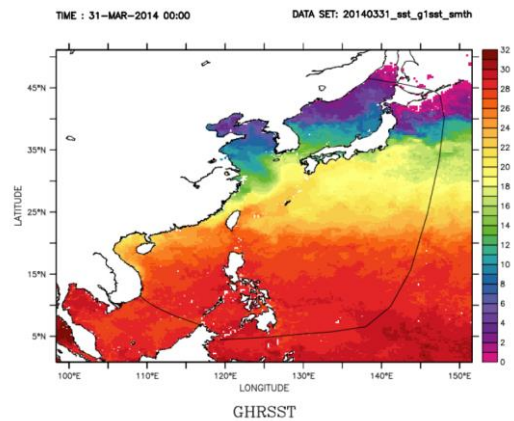 TIME : 31-MAR-2014 00:00
DATA SET: 20140331_sst_g1sst_smth
45°N
35°N
25°N
15°N
5°N
LATITUDE
100°E 110°E 120°E 130°E 140°E 150°E
LONGITUDE
32
30
28
26
24
22
20
18
16
14
12
10
8
6
4
2
0
GHRSST